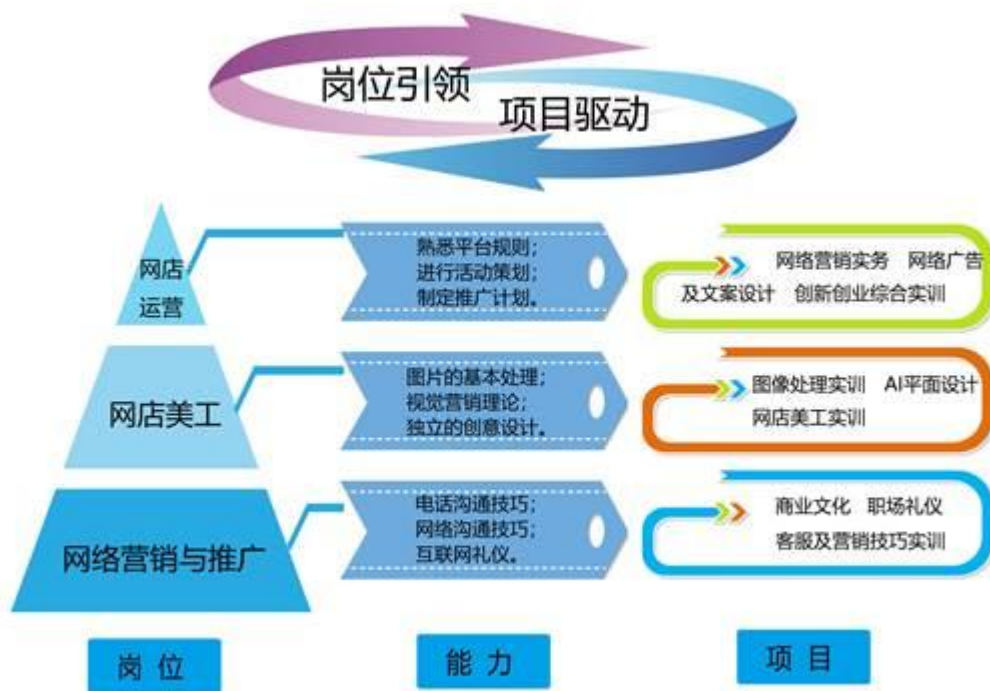 岗位引领
项目驱动
网店
运营
熟悉平台规则；
进行活动策划；
制定推广计划。
网络营销实务 网络广告
及文案设计 创新创业综合实训
网店美工
图片的基本处理；
视觉营销理论；
独立的创意设计。
图像处理实训 AI平面设计
网店美工实训
网络营销与推广
电话沟通技巧；
网络沟通技巧；
互联网礼仪。
商业文化 职场礼仪
客服及营销技巧实训
岗位
能力
项目